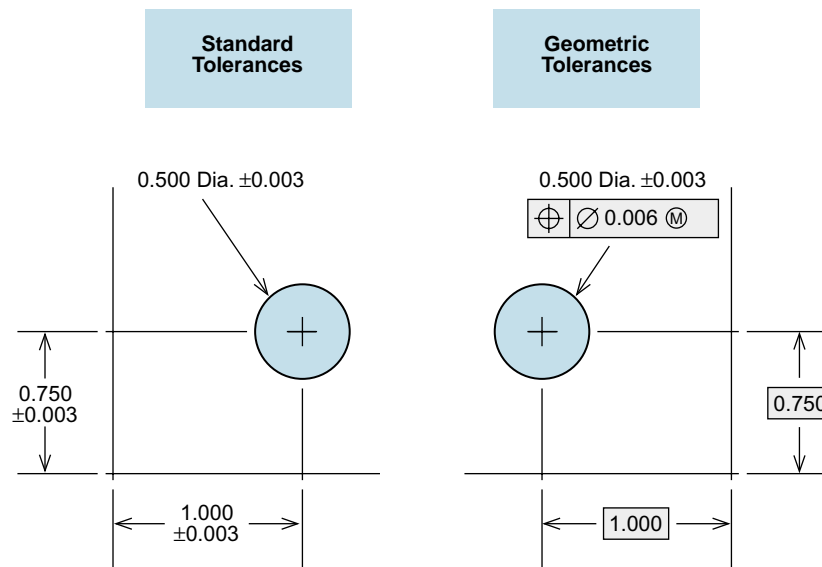 Standard
Tolerances
Geometric
Tolerances
0.500 Dia. ±0.003
0.500 Dia. ±0.003
⌖ ∅ 0.006 Ⓜ
0.750
±0.003
0.750
1.000
±0.003
1.000